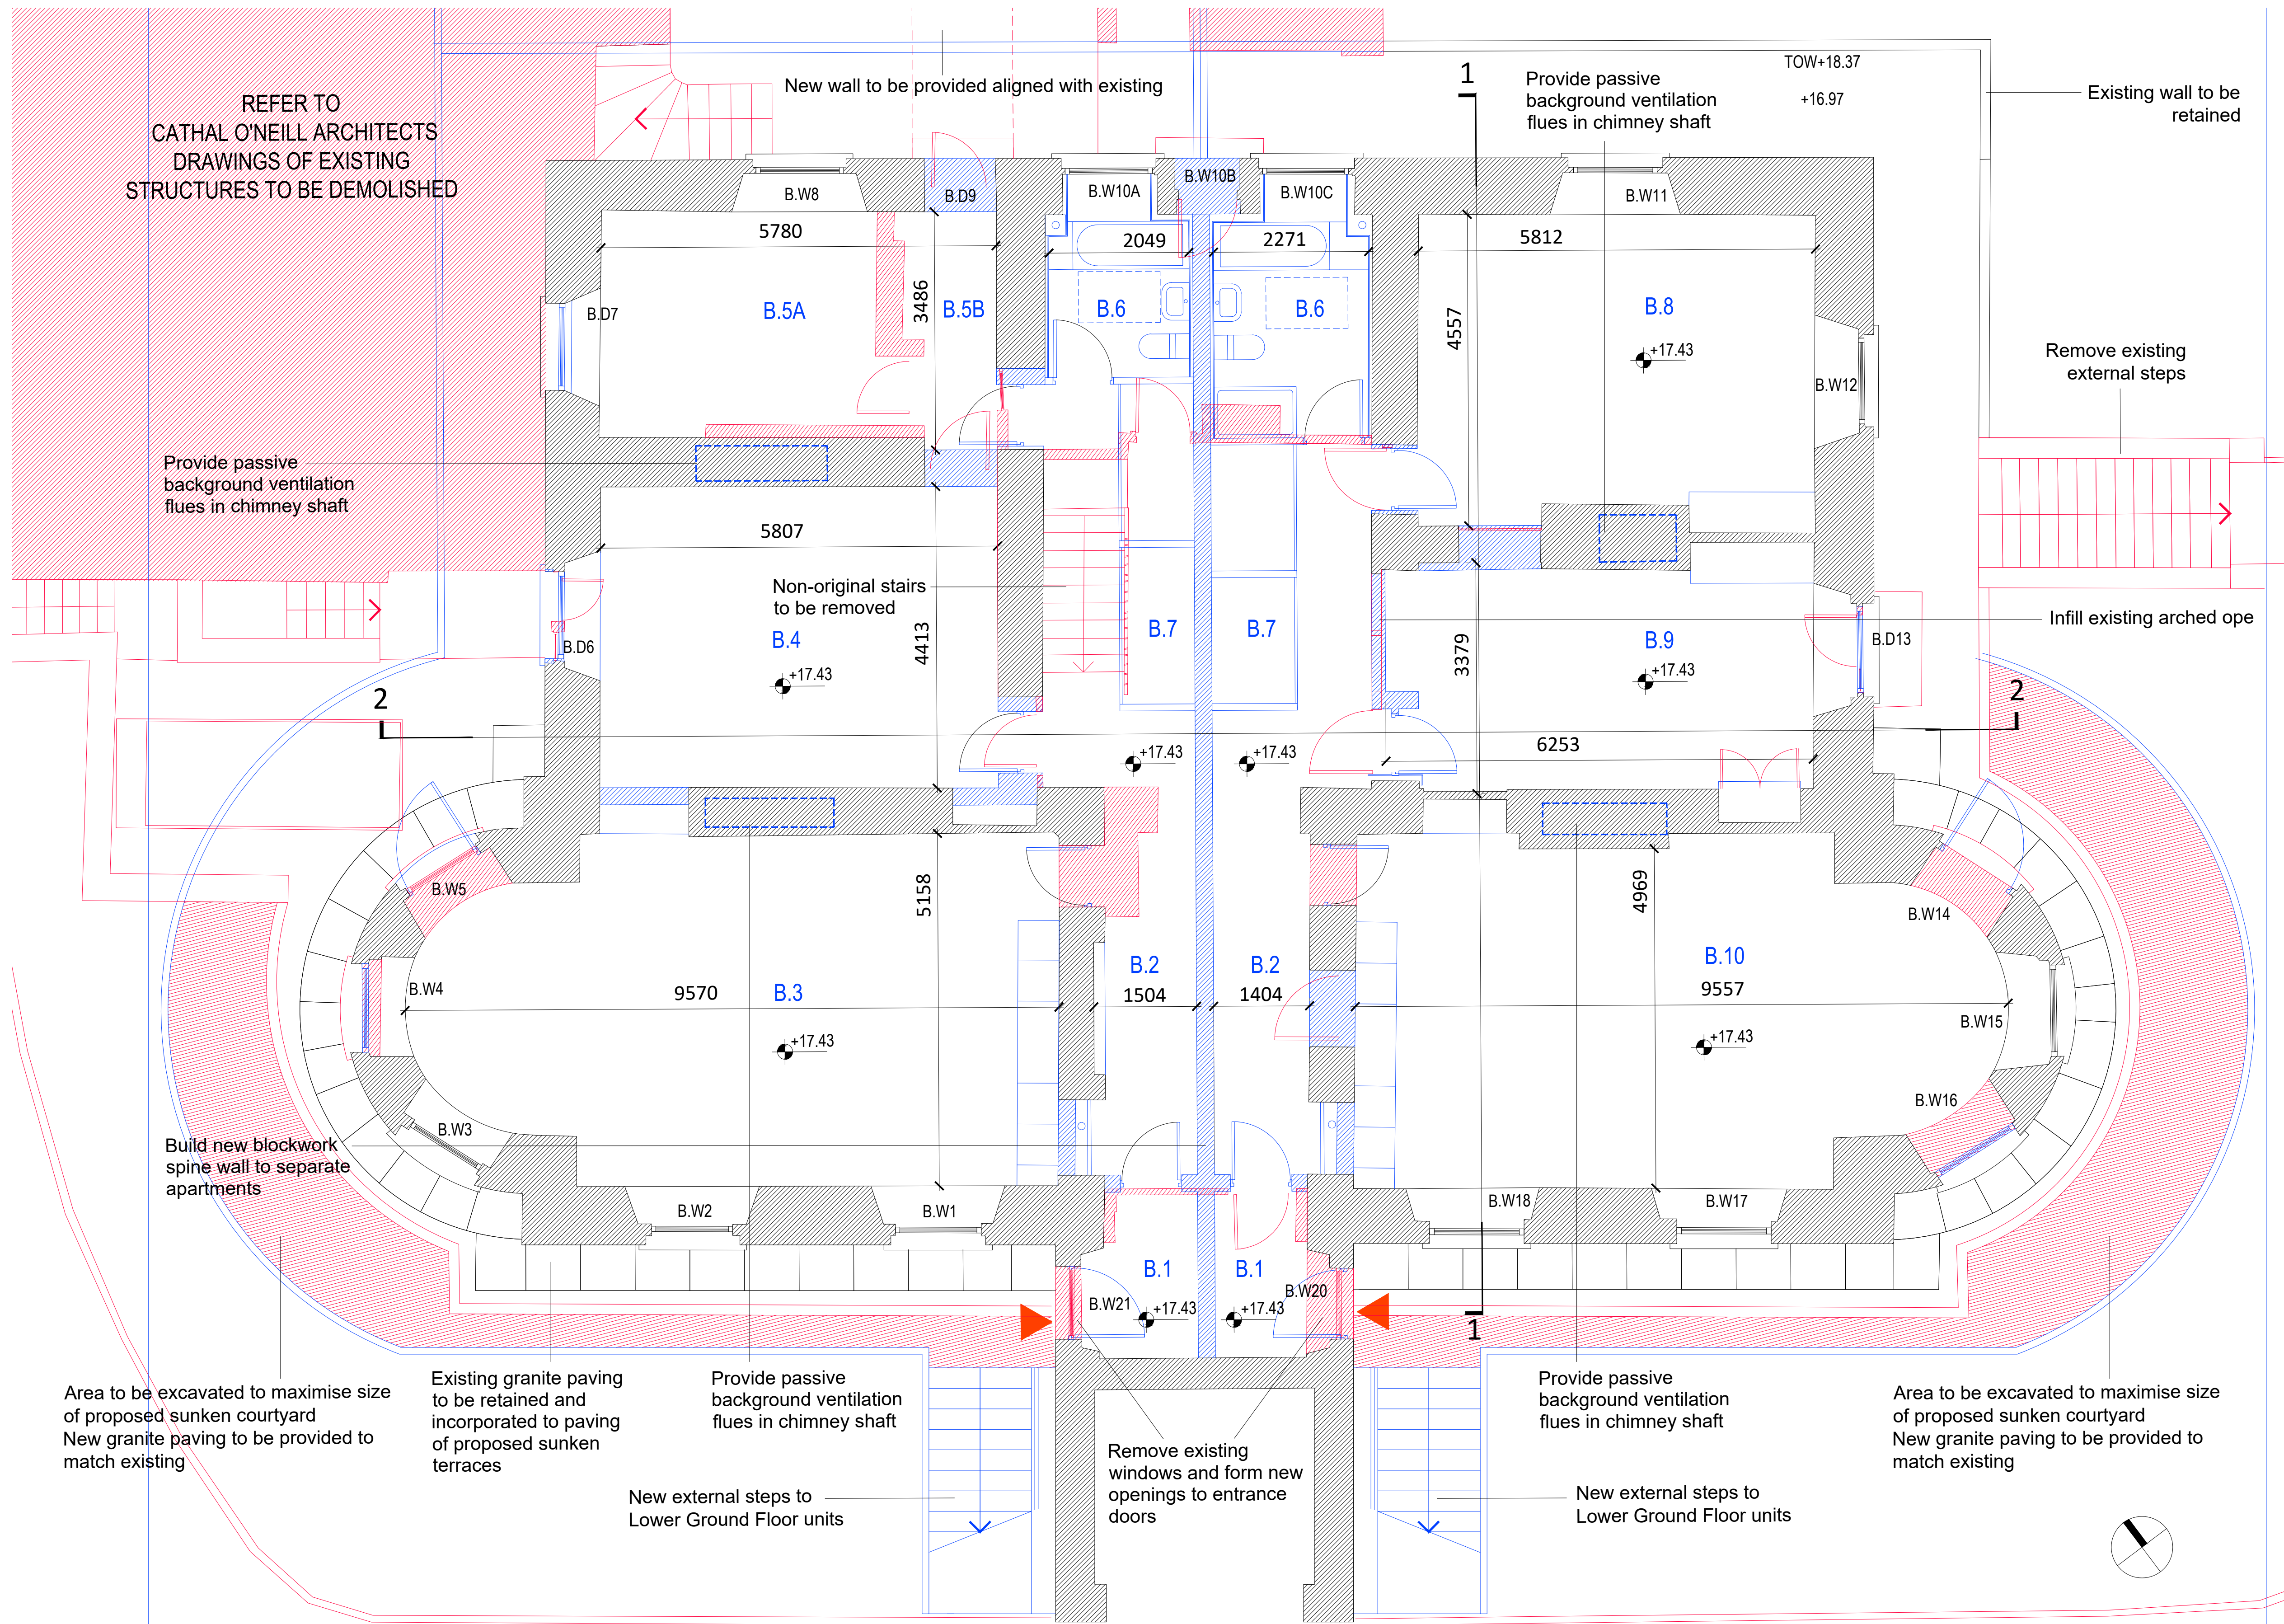 REFER TO
CATHAL O'NEILL ARCHITECTS
DRAWINGS OF EXISTING
STRUCTURES TO BE DEMOLISHED
New wall to be provided aligned with existing
1
Provide passive
background ventilation
flues in chimney shaft
TOW+18.37
+16.97
Existing wall to be
retained
B.W8
B.D9
B.W10A
B.W10B
B.W10C
B.W11
5780
2049
2271
5812
B.D7
B.5A
3486
B.5B
B.6
B.6
4557
B.8
+17.43
B.W12
Remove existing
external steps
Provide passive
background ventilation
flues in chimney shaft
5807
Non-original stairs
to be removed
B.D6
B.4
+17.43
4413
B.7
B.7
3379
B.9
+17.43
B.D13
Infill existing arched ope
2
2
+17.43
+17.43
6253
B.W5
5158
4969
B.W14
B.W4
9570
B.3
+17.43
B.2
1504
B.2
1404
B.10
9557
+17.43
B.W15
B.W3
B.W16
Build new blockwork
spine wall to separate
apartments
B.W2
B.W1
B.W18
B.W17
B.1
B.1
B.W21
+17.43
+17.43
B.W20
1
Area to be excavated to maximise size
of proposed sunken courtyard
New granite paving to be provided to
match existing
Existing granite paving
to be retained and
incorporated to paving
of proposed sunken
terraces
Provide passive
background ventilation
flues in chimney shaft
New external steps to
Lower Ground Floor units
Remove existing
windows and form new
openings to entrance
doors
Provide passive
background ventilation
flues in chimney shaft
New external steps to
Lower Ground Floor units
Area to be excavated to maximise size
of proposed sunken courtyard
New granite paving to be provided to
match existing